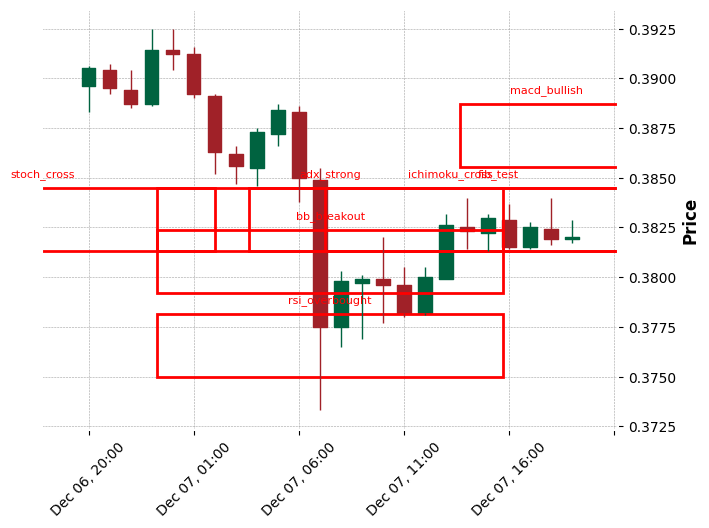 0.3925
0.3900
macd_bullish
0.3875
stoch_cross
adx_strong
ichimoku_cross
fib_test
0.3850
bb_breakout
0.3825
Price
0.3800
rsi_overbought
0.3775
0.3750
0.3725
Dec 06, 20:00
Dec 07, 01:00
Dec 07, 06:00
Dec 07, 11:00
Dec 07, 16:00